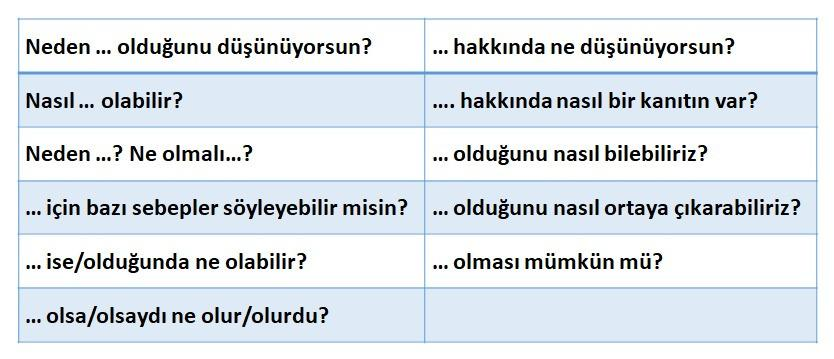 Neden … olduğunu düşünüyorsun?
… hakkında ne düşünüyorsun?
Nasıl … olabilir?
…. hakkında nasıl bir kanıtın var?
Neden …? Ne olmalı…?
… olduğunu nasıl bilebiliriz?
… için bazı sebepler söyleyebilir misin?
… olduğunu nasıl ortaya çıkarabiliriz?
… ise/olduğunda ne olabilir?
… olması mümkün mü?
… olsa/olsaydı ne olur/olurdu?